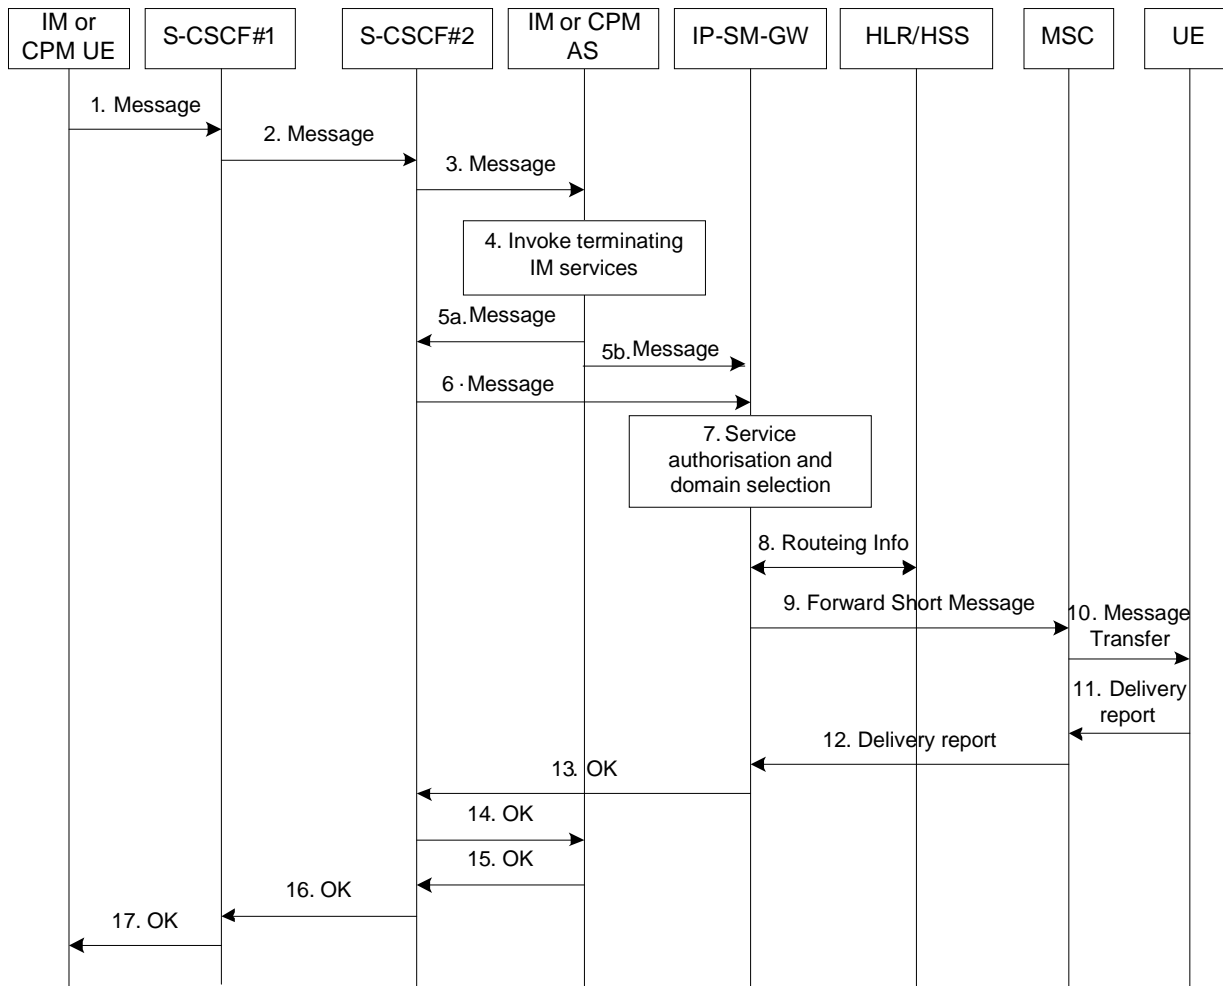 IM or
CPM UE
S-CSCF#1
S-CSCF#2
IM or CPM
AS
IP-SM-GW
HLR/HSS
MSC
UE
1. Message
2. Message
3. Message
4. Invoke terminating
IM services
5a. Message
5b. Message
6 . Message
7. Service
authorisation and
domain selection
8. Routeing Info
9. Forward Short Message
10. Message
Transfer
11. Delivery
report
12. Delivery report
13. OK
14. OK
15. OK
16. OK
17. OK